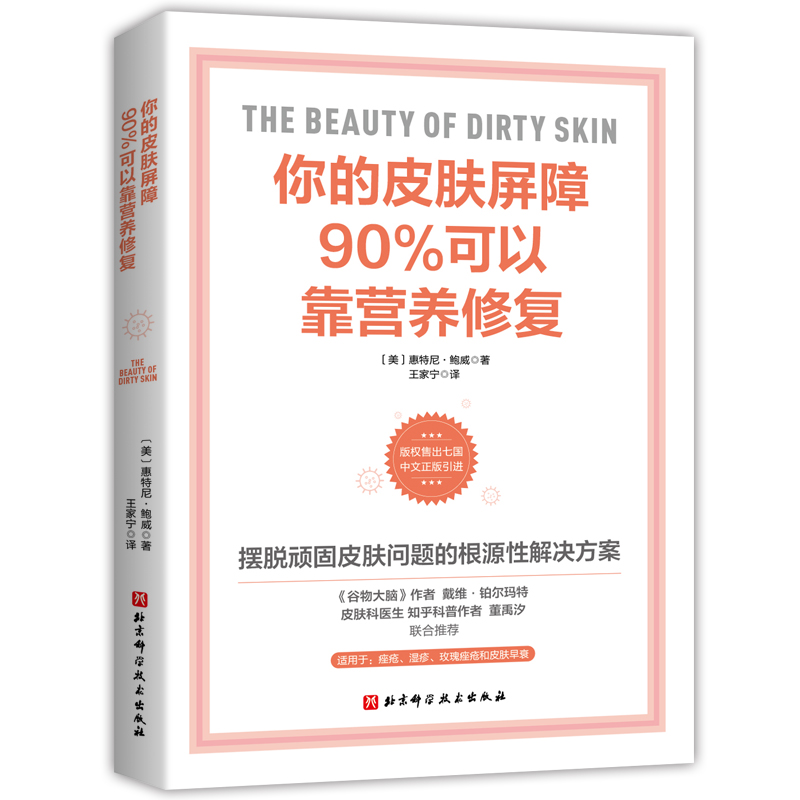 THE BEAUTY OF DIRTY SKIN
你的皮肤屏障
90%可以
靠营养修复
［美］惠特尼·鲍威◎著
王家宁◎译
★★★
版权售出七国
中文正版引进
★★★
摆脱顽固皮肤问题的根源性解决方案
《谷物大脑》作者 戴维·铂尔玛特
皮肤科医生 知乎科普作者 董禹汐
联合推荐
适用于：痤疮、湿疹、玫瑰痤疮和皮肤早衰
北京科学技术出版社
你的皮肤屏障
90%可以靠营养修复
THE
BEAUTY OF
DIRTY SKIN
［美］惠特尼·鲍威◎著
王家宁◎译
北京科学技术出版社